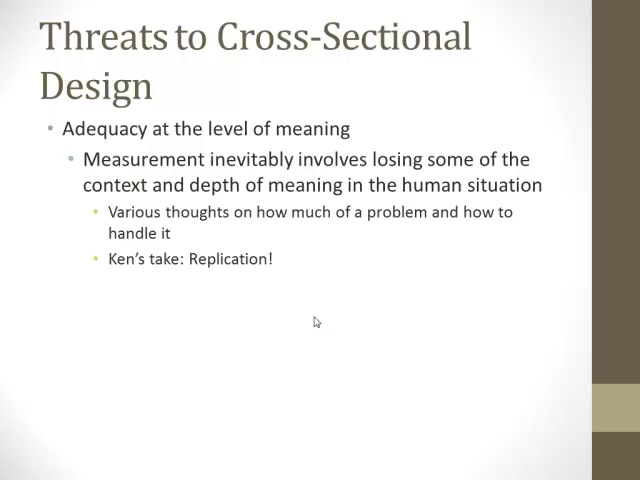 Threats to Cross-Sectional
Design
• Adequacy at the level of meaning
• Measurement inevitably involves losing some of the
context and depth of meaning in the human situation
• Various thoughts on how much of a problem and how to
handle it
• Ken's take: Replication!